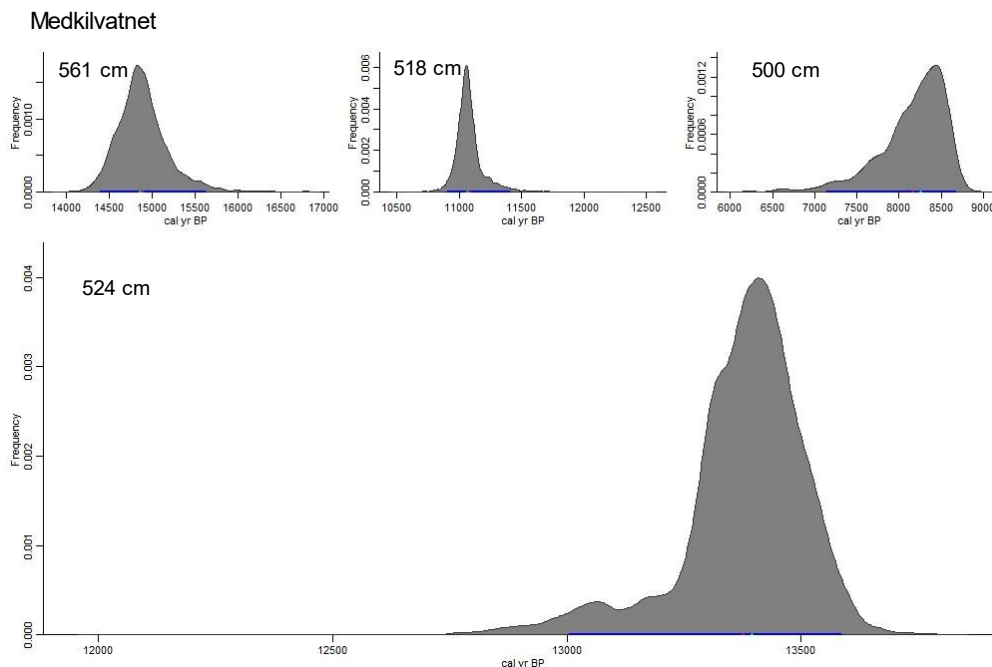 Medkilvatnet
561 cm
Frequency
0.0000
0.0010
14000 14500 15000 15500 16000 16500 17000
cal yr BP
518 cm
Frequency
0.000 0.002 0.004 0.006
10500 11000 11500 12000 12500
cal yr BP
500 cm
Frequency
0.0000 0.0006 0.0012
6000 6500 7000 7500 8000 8500 9000
cal yr BP
524 cm
Frequency
0.000 0.001 0.002 0.003 0.004
12000 12500 13000 13500
cal yr BP